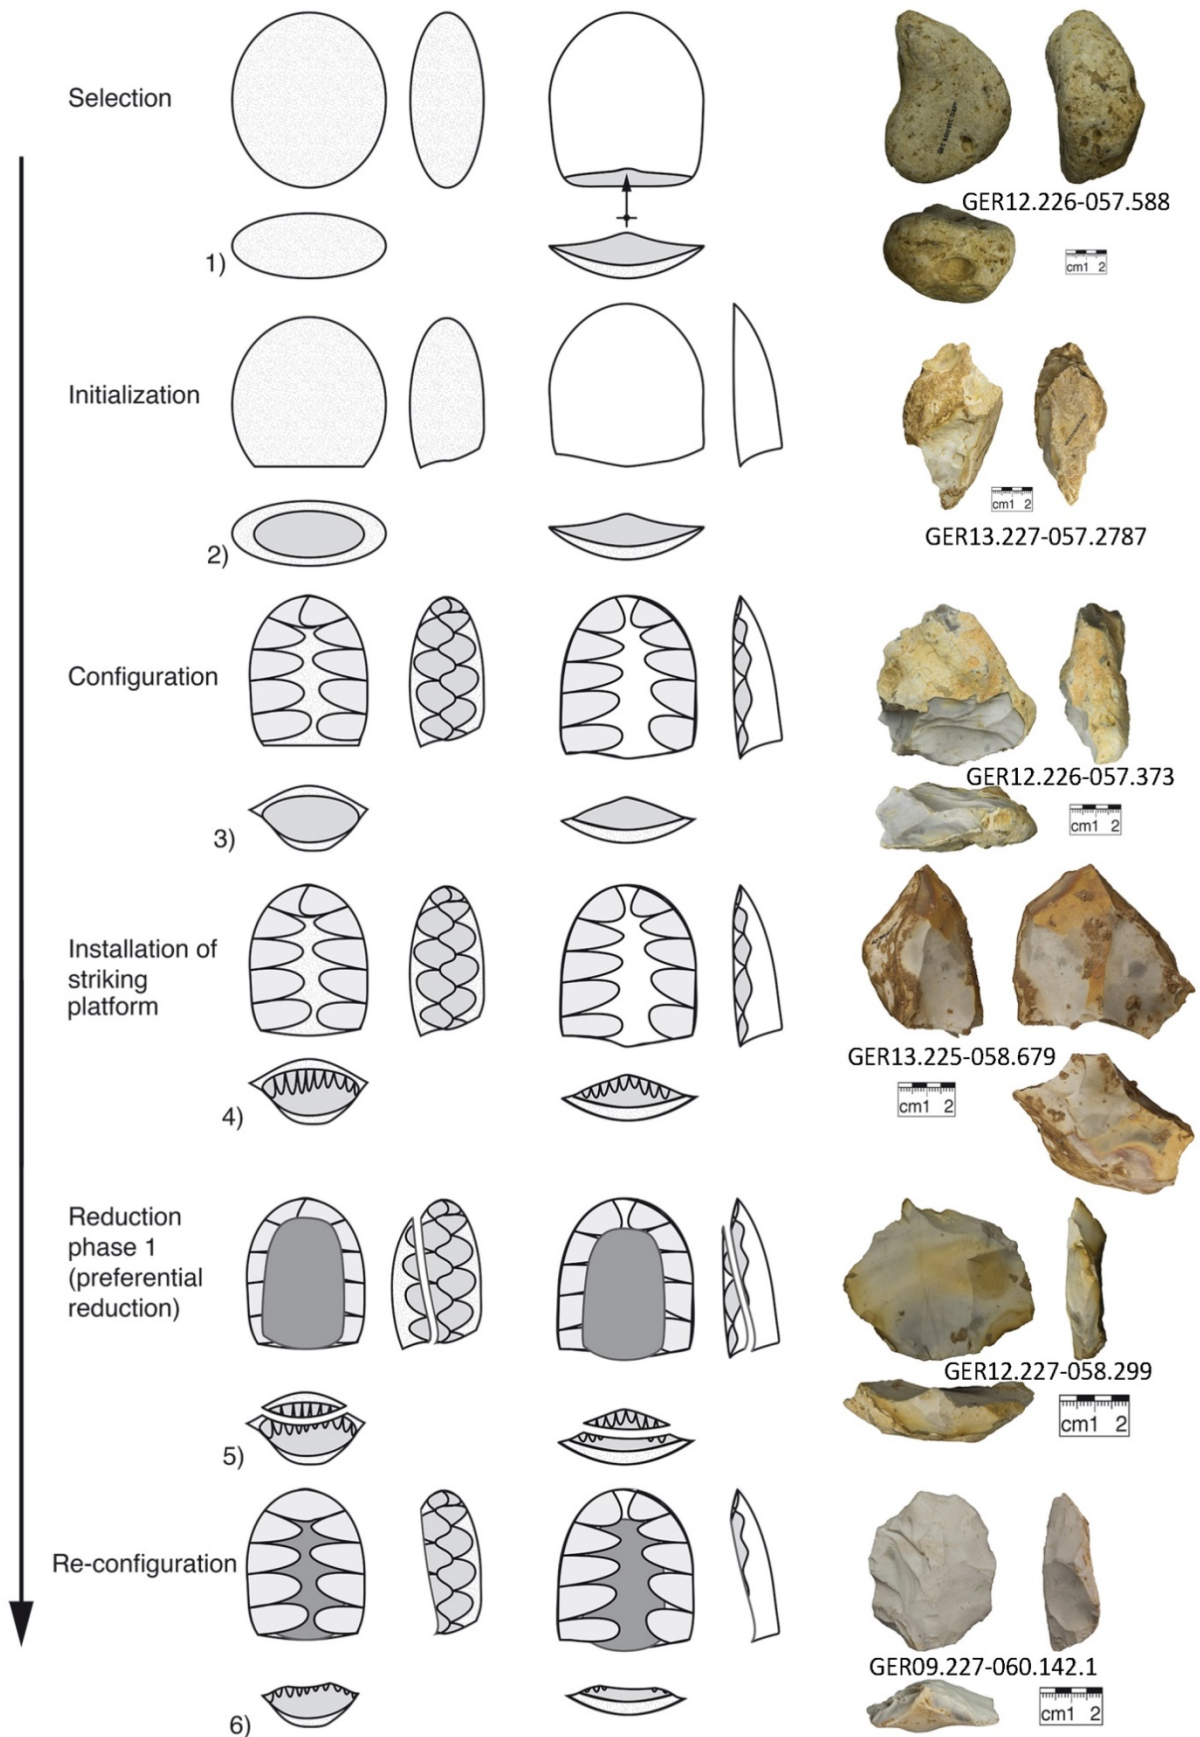 Selection
1)
GER12.226-057.588
cm1 2
Initialization
2)
cm1 2
GER13.227-057.2787
Configuration
3)
GER12.226-057.373
cm1 2
Installation of
striking
platform
4)
GER13.225-058.679
cm1 2
Reduction
phase 1
(preferential
reduction)
5)
GER12.227-058.299
cm1 2
Re-configuration
6)
GER09.227-060.142.1
cm1 2